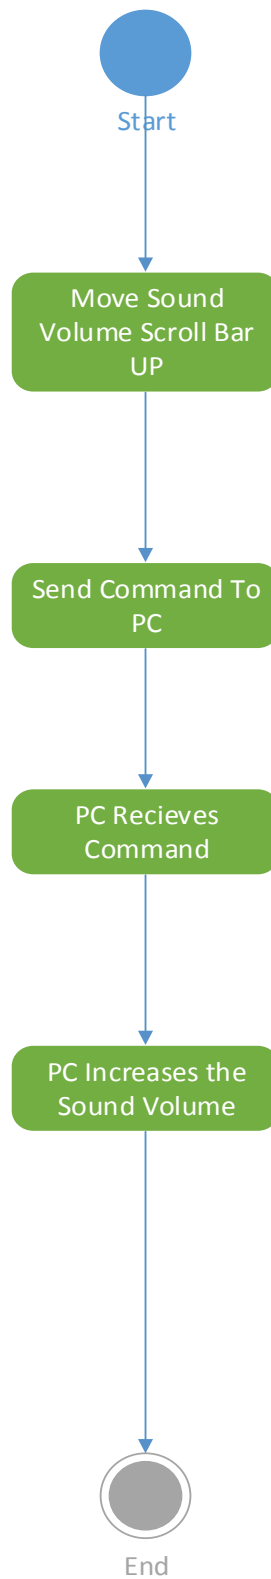 Start
Move Sound
Volume Scroll Bar
UP
Send Command To
PC
PC Recieves
Command
PC Increases the
Sound Volume
End